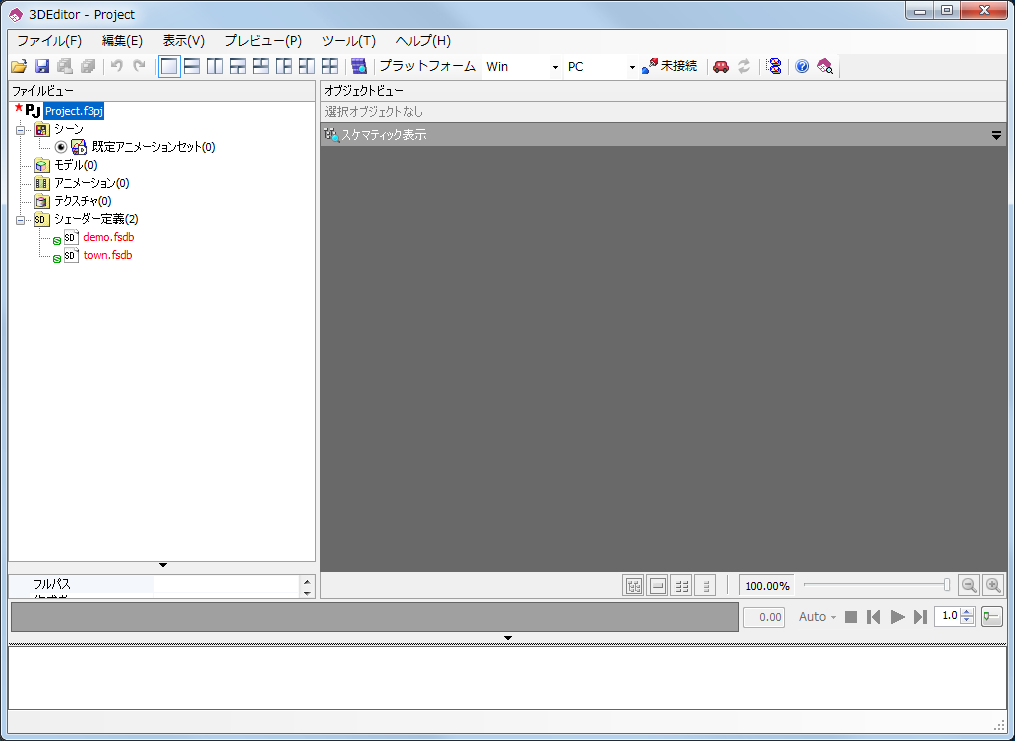 3DEditor - Project
ファイル(F) 編集(E) 表示(V) プレビュー(P) ツール(T) ヘルプ(H)
プラットフォーム Win PC 未接続
ファイルビュー
PJ Project.f3pj
シーン
既定アニメーションセット(0)
モデル(0)
アニメーション(0)
テクスチャ(0)
SD シェーダー定義(2)
S SD demo.fsdb
S SD town.fsdb
フルパス
オブジェクトビュー
選択オブジェクトなし
スケマティック表示
100.00%
0.00 Auto 1.0